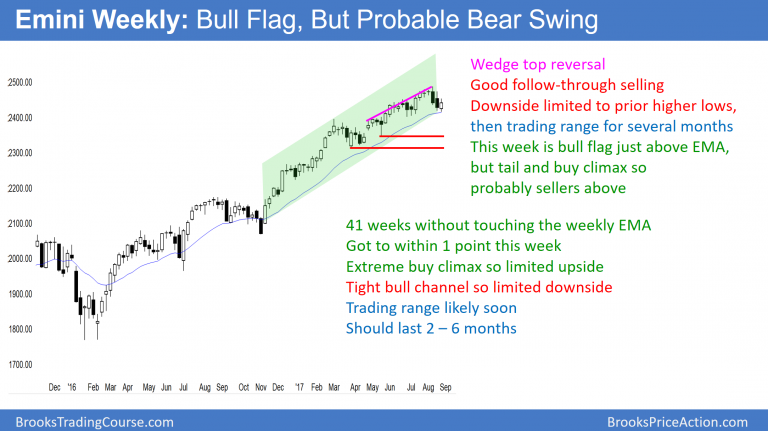 Emini Weekly: Bull Flag, But Probable Bear Swing
Wedge top reversal
Good follow-through selling
Downside limited to prior higher lows,
then trading range for several months
This week is bull flag just above EMA,
but tail and buy climax so
probably sellers above
41 weeks without touching the weekly EMA
Got to within 1 point this week
Extreme buy climax so limited upside
Tight bull channel so limited downside
Trading range likely soon
Should last 2 – 6 months
2500.00
2400.00
2300.00
2200.00
2100.00
2000.00
1900.00
1800.00
1700.00
Dec '16 Feb Mar Apr May Jun Jul Aug Sep Oct Nov Dec '17 Feb Mar Apr May Jun Jul Aug Sep
BrooksTradingCourse.com BrooksPriceAction.com